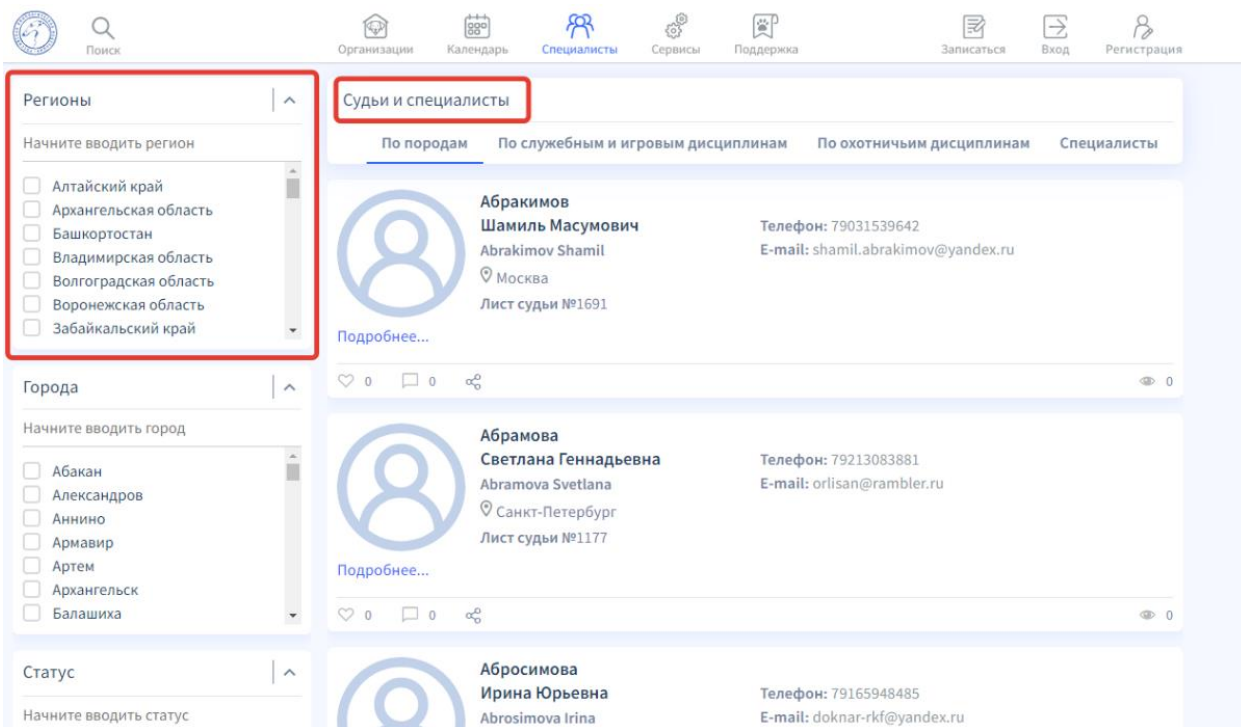 Поиск
Организации
Календарь
Специалисты
Сервисы
Поддержка
Записаться
Вход
Регистрация
Регионы
Начните вводить регион
Алтайский край
Архангельская область
Башкортостан
Владимирская область
Волгоградская область
Воронежская область
Забайкальский край
Города
Начните вводить город
Абакан
Александров
Аннино
Армавир
Артем
Архангельск
Балашиха
Статус
Начните вводить статус
Судьи и специалисты
По породам
По служебным и игровым дисциплинам
По охотничьим дисциплинам
Специалисты
Абракимов
Шамиль Масумович
Abrakimov Shamil
Москва
Лист судьи №1691
Телефон: 79031539642
E-mail: shamil.abrakimov@yandex.ru
Подробнее...
0
0
0
Абрамова
Светлана Геннадьевна
Abramova Svetlana
Санкт-Петербург
Лист судьи №1177
Телефон: 79213083881
E-mail: orlisan@rambler.ru
Подробнее...
0
0
0
Абросимова
Ирина Юрьевна
Abrosimova Irina
Телефон: 79165948485
E-mail: doknar-rkf@yandex.ru